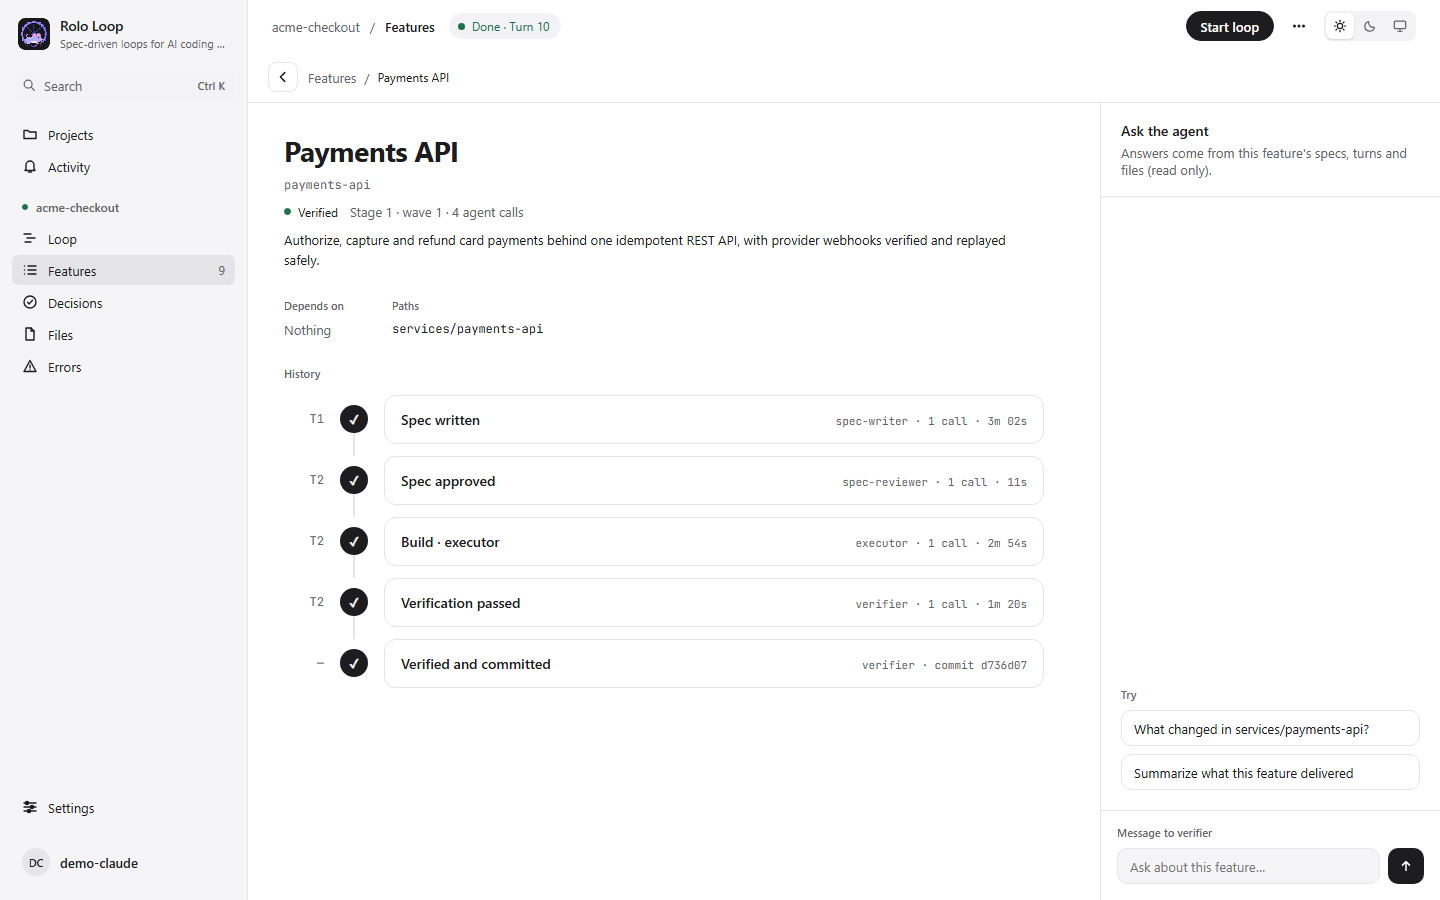 Rolo Loop
Spec-driven loops for AI coding ...
Search Ctrl K
Projects
Activity
acme-checkout
Loop
Features 9
Decisions
Files
Errors
Settings
DC demo-claude
acme-checkout / Features Done · Turn 10
Start loop
Features / Payments API
Payments API
payments-api
Verified Stage 1 · wave 1 · 4 agent calls
Authorize, capture and refund card payments behind one idempotent REST API, with provider webhooks verified and replayed
safely.
Depends on Paths
Nothing services/payments-api
History
T1 Spec written spec-writer · 1 call · 3m 02s
T2 Spec approved spec-reviewer · 1 call · 11s
T2 Build · executor executor · 1 call · 2m 54s
T2 Verification passed verifier · 1 call · 1m 20s
– Verified and committed verifier · commit d736d07
Ask the agent
Answers come from this feature's specs, turns and
files (read only).
Try
What changed in services/payments-api?
Summarize what this feature delivered
Message to verifier
Ask about this feature...